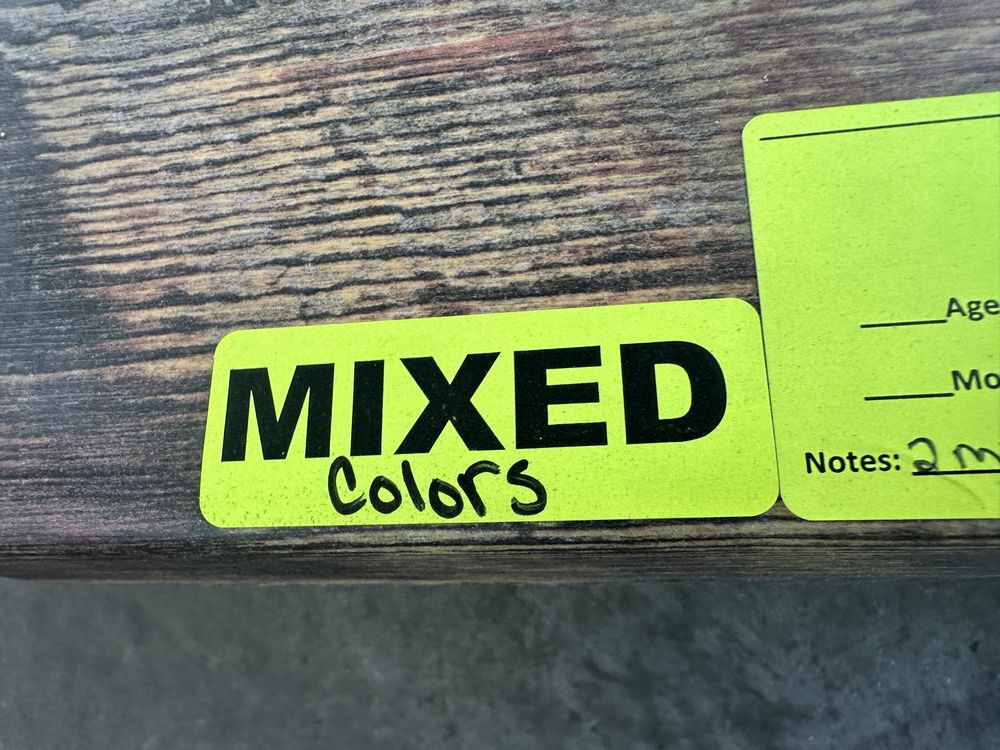 MIXED
Colors
Age
Mo
Notes: 2 m